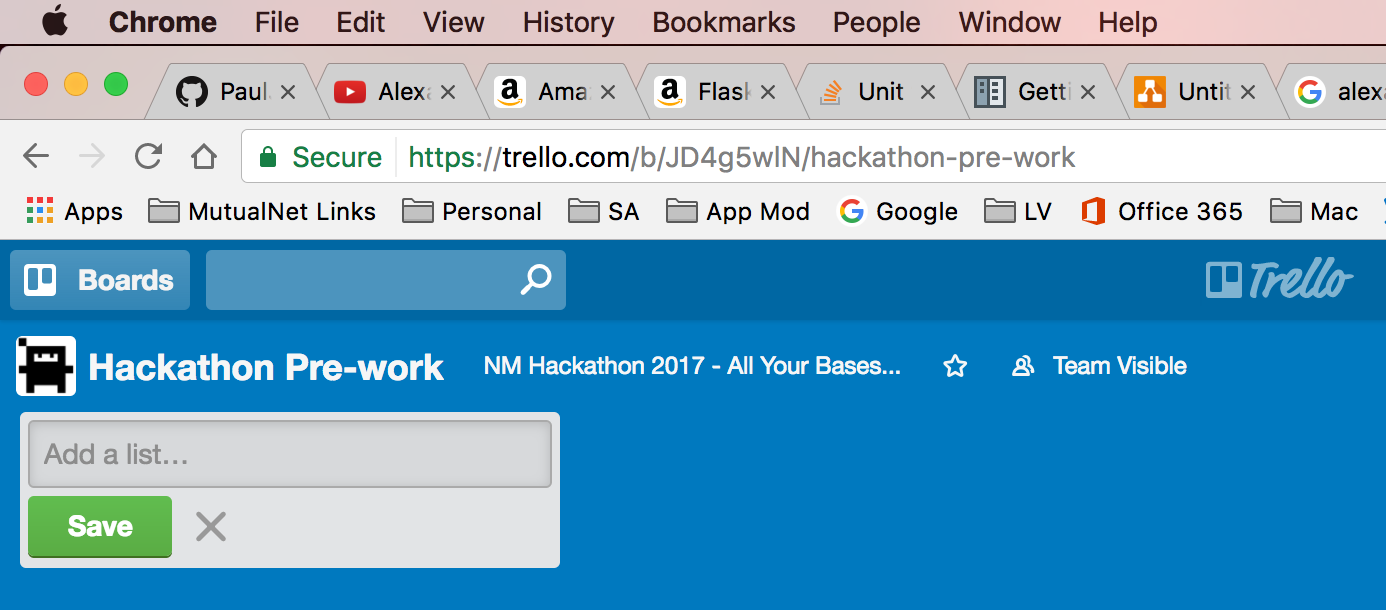 Chrome File Edit View History Bookmarks People Window Help
Paul Alexa Ama Flask Unit Getti Untit alexa
Secure https://trello.com/b/JD4g5wlN/hackathon-pre-work
Apps MutualNet Links Personal SA App Mod Google LV Office 365 Mac
Boards Trello
Hackathon Pre-work NM Hackathon 2017 - All Your Bases... Team Visible
Add a list…
Save